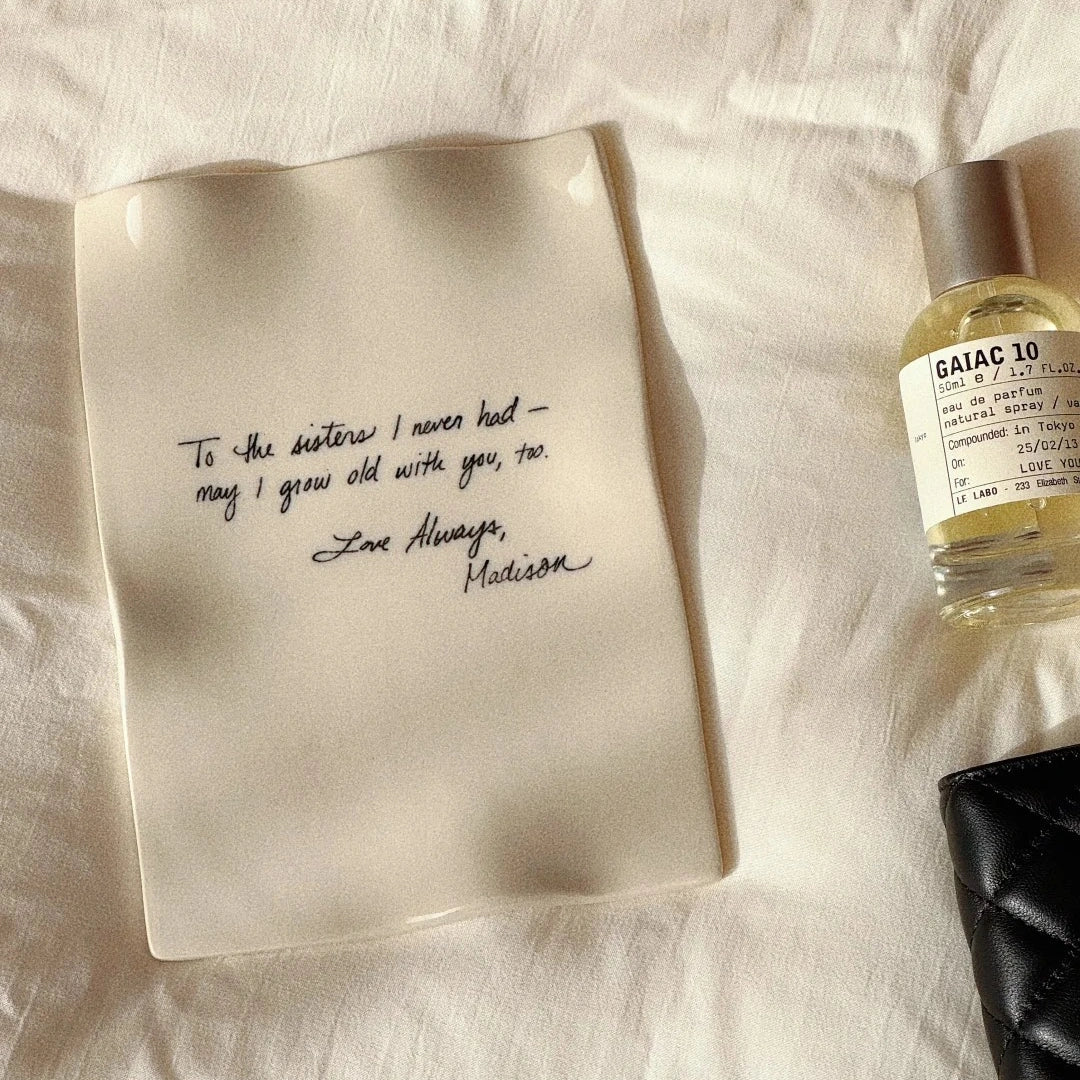 To the sisters I never had –
may I grow old with you, too.
Love Always,
Madison
GAIAC 10
50ml e / 1.7 FL.OZ.
eau de parfum
natural spray /
Compounded: in Tokyo
On: 25/02/13
For: LOVE YOU
LE LABO - 233 Elizabeth